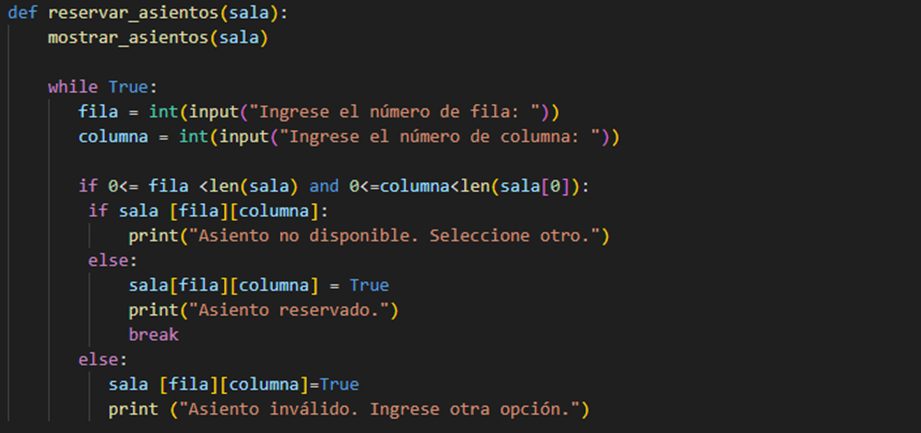 def reservar_asientos(sala):
    mostrar_asientos(sala)

    while True:
       fila = int(input("Ingrese el número de fila: "))
       columna = int(input("Ingrese el número de columna: "))

       if 0<= fila <len(sala) and 0<=columna<len(sala[0]):
        if sala [fila][columna]:
            print("Asiento no disponible. Seleccione otro.")
        else:
            sala[fila][columna] = True
            print("Asiento reservado.")
            break
       else:
          sala [fila][columna]=True
          print ("Asiento inválido. Ingrese otra opción.")